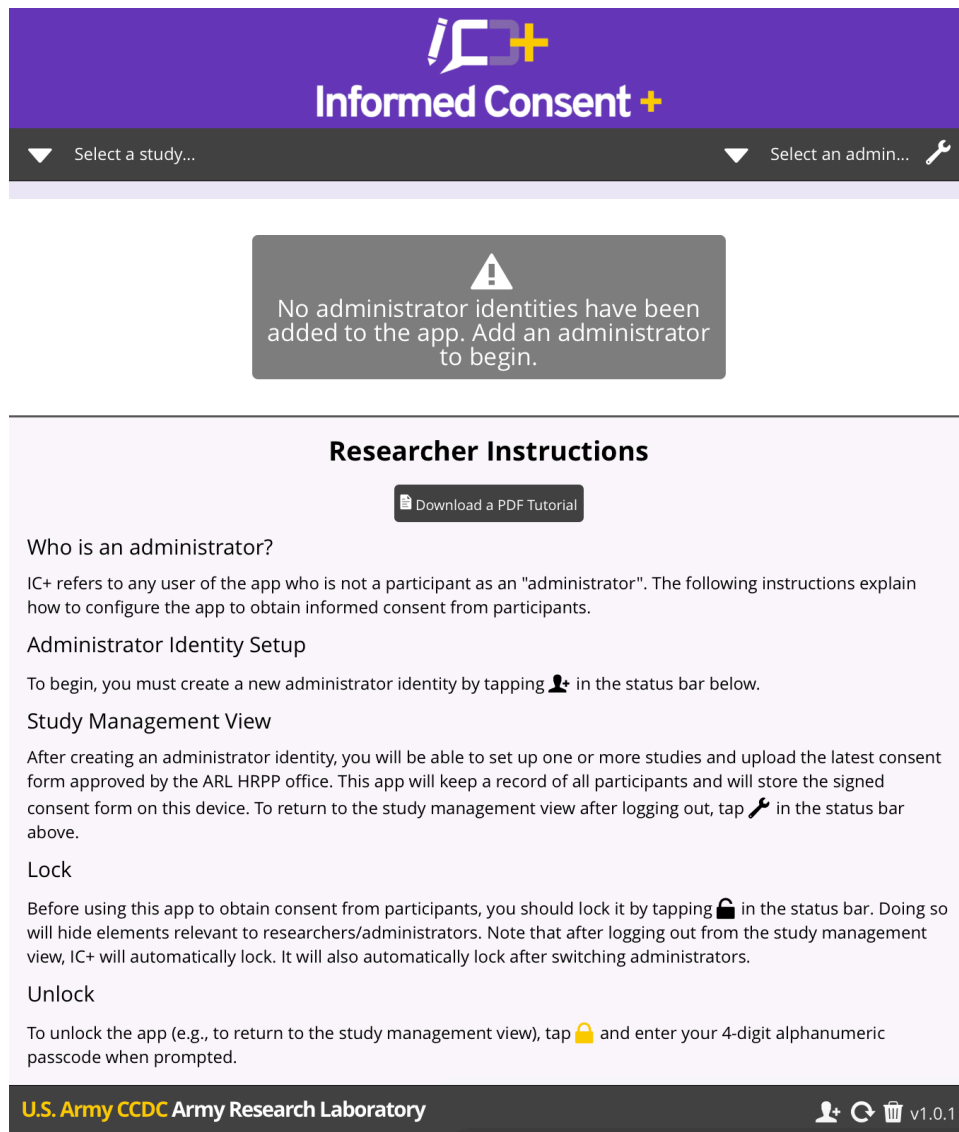 Informed Consent +
Select a study...
Select an admin...
No administrator identities have been
added to the app. Add an administrator
to begin.
Researcher Instructions
Download a PDF Tutorial
Who is an administrator?
IC+ refers to any user of the app who is not a participant as an "administrator". The following instructions explain
how to configure the app to obtain informed consent from participants.
Administrator Identity Setup
To begin, you must create a new administrator identity by tapping in the status bar below.
Study Management View
After creating an administrator identity, you will be able to set up one or more studies and upload the latest consent
form approved by the ARL HRPP office. This app will keep a record of all participants and will store the signed
consent form on this device. To return to the study management view after logging out, tap in the status bar
above.
Lock
Before using this app to obtain consent from participants, you should lock it by tapping in the status bar. Doing so
will hide elements relevant to researchers/administrators. Note that after logging out from the study management
view, IC+ will automatically lock. It will also automatically lock after switching administrators.
Unlock
To unlock the app (e.g., to return to the study management view), tap and enter your 4-digit alphanumeric
passcode when prompted.
U.S. Army CCDC Army Research Laboratory
v1.0.1